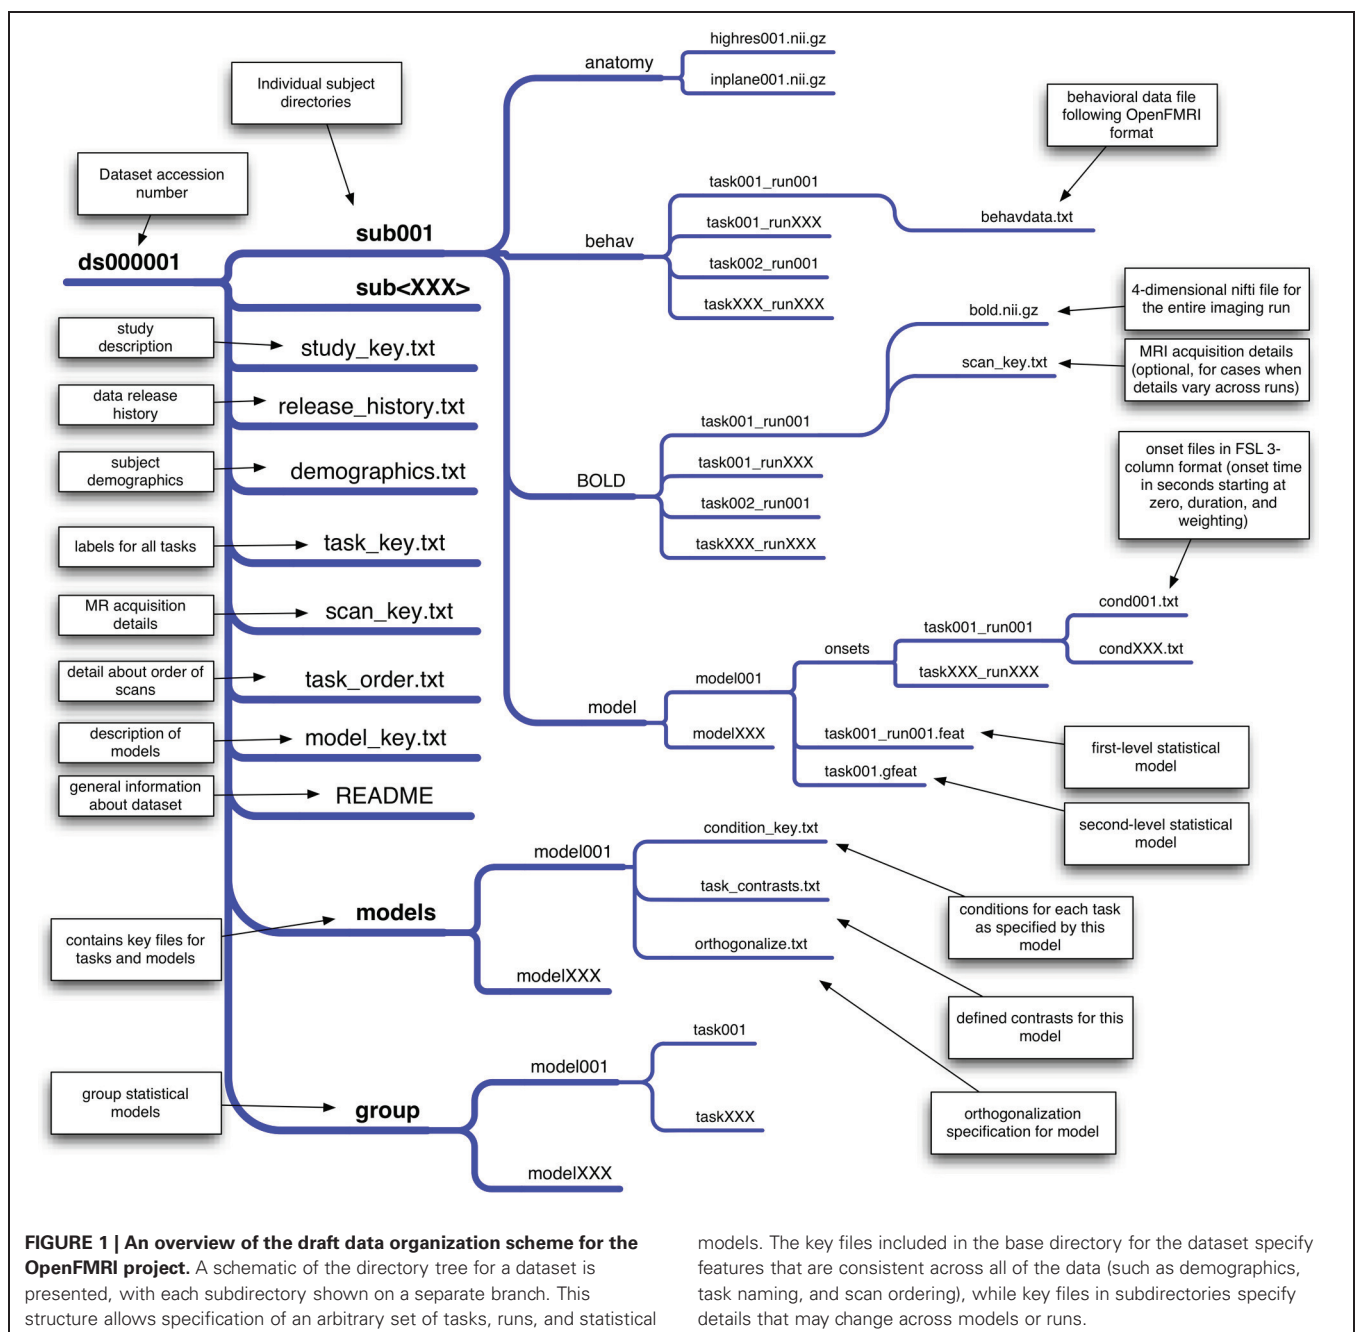 highres001.nii.gz
anatomy
inplane001.nii.gz
Individual subject
directories
behavioral data file
following OpenFMRI
format
Dataset accession
number
task001_run001
behavdata.txt
task001_runXXX
sub001
behav
ds000001
task002_run001
sub<XXX>
taskXXX_runXXX
4-dimensional nifti file for
the entire imaging run
bold.nii.gz
study
description
study_key.txt
scan_key.txt
MRI acquisition details
(optional, for cases when
details vary across runs)
data release
history
release_history.txt
task001_run001
onset files in FSL 3-
column format (onset time
in seconds starting at
zero, duration, and
weighting)
subject
demographics
demographics.txt
task001_runXXX
BOLD
task002_run001
labels for all tasks
task_key.txt
taskXXX_runXXX
MR acquisition
details
scan_key.txt
cond001.txt
task001_run001
onsets
condXXX.txt
detail about order of
scans
task_order.txt
model001
taskXXX_runXXX
model
description of
models
model_key.txt
modelXXX
task001_run001.feat
first-level statistical
model
task001.gfeat
general information
about dataset
README
second-level statistical
model
condition_key.txt
model001
task_contrasts.txt
models
conditions for each task
as specified by this
model
contains key files for
tasks and models
orthogonalize.txt
modelXXX
defined contrasts for this
model
task001
model001
group statistical
models
group
taskXXX
orthogonalization
specification for model
modelXXX
FIGURE 1 | An overview of the draft data organization scheme for the
OpenFMRI project. A schematic of the directory tree for a dataset is
presented, with each subdirectory shown on a separate branch. This
structure allows specification of an arbitrary set of tasks, runs, and statistical
models. The key files included in the base directory for the dataset specify
features that are consistent across all of the data (such as demographics,
task naming, and scan ordering), while key files in subdirectories specify
details that may change across models or runs.